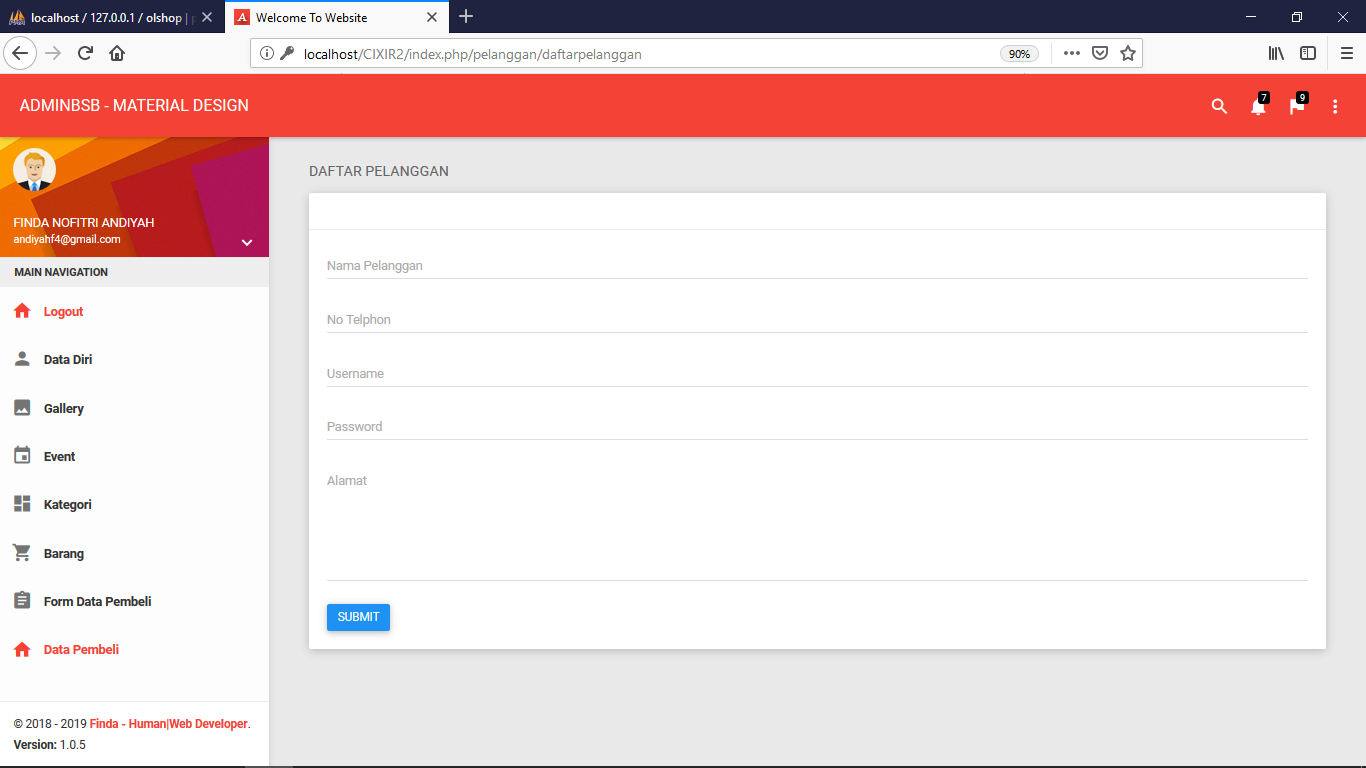 localhost / 127.0.0.1 / olshop |
Welcome To Website
localhost/CIXIR2/index.php/pelanggan/daftarpelanggan
90%
ADMINBSB - MATERIAL DESIGN
7
9
FINDA NOFITRI ANDIYAH
andiyahf4@gmail.com
MAIN NAVIGATION
Logout
Data Diri
Gallery
Event
Kategori
Barang
Form Data Pembeli
Data Pembeli
© 2018 - 2019 Finda - Human|Web Developer.
Version: 1.0.5
DAFTAR PELANGGAN
Nama Pelanggan
No Telphon
Username
Password
Alamat
SUBMIT